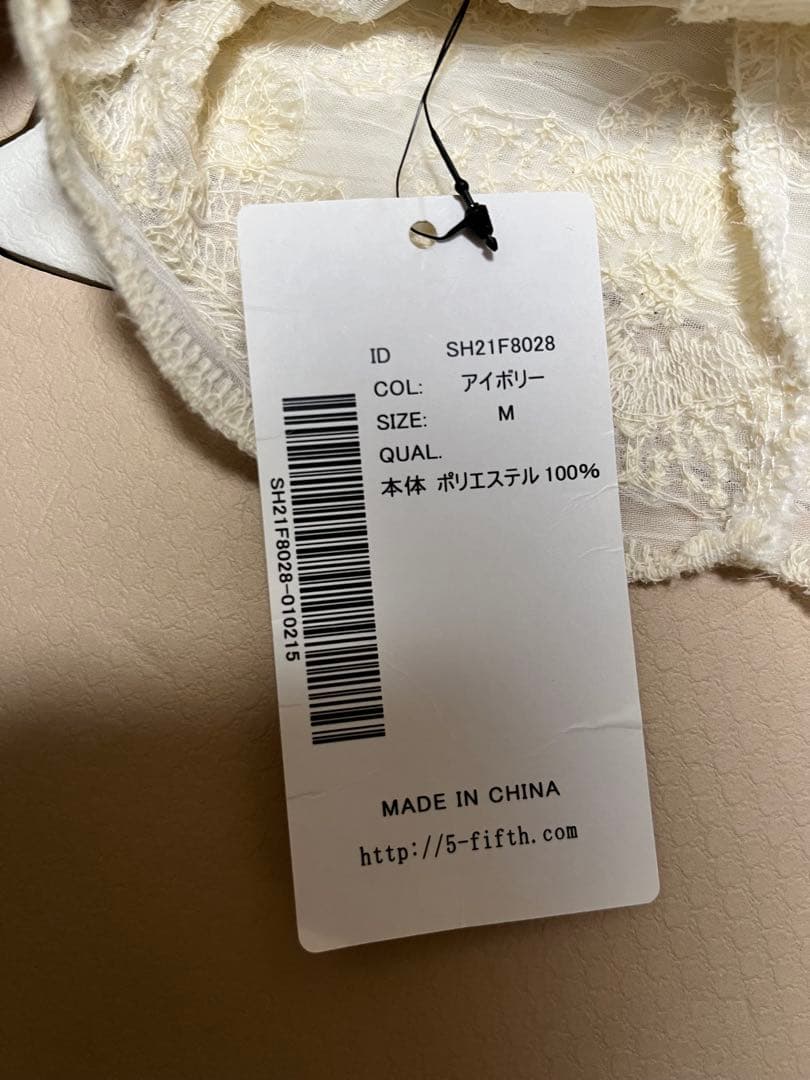 ID SH21F8028
COL: アイボリー
SIZE: M
QUAL.
本体 ポリエステル 100%
SH21F8028-010215
MADE IN CHINA
http://5-fifth.com